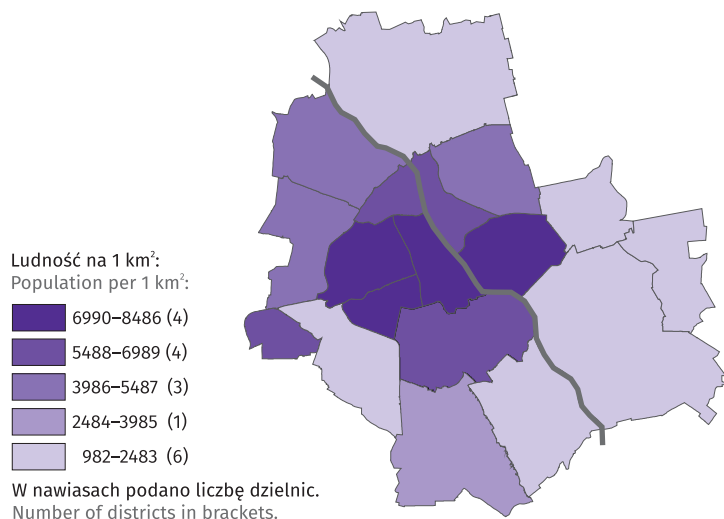 Ludność na 1 km²:
Population per 1 km²:
6990–8486 (4)
5488–6989 (4)
3986–5487 (3)
2484–3985 (1)
982–2483 (6)
W nawiasach podano liczbę dzielnic.
Number of districts in brackets.